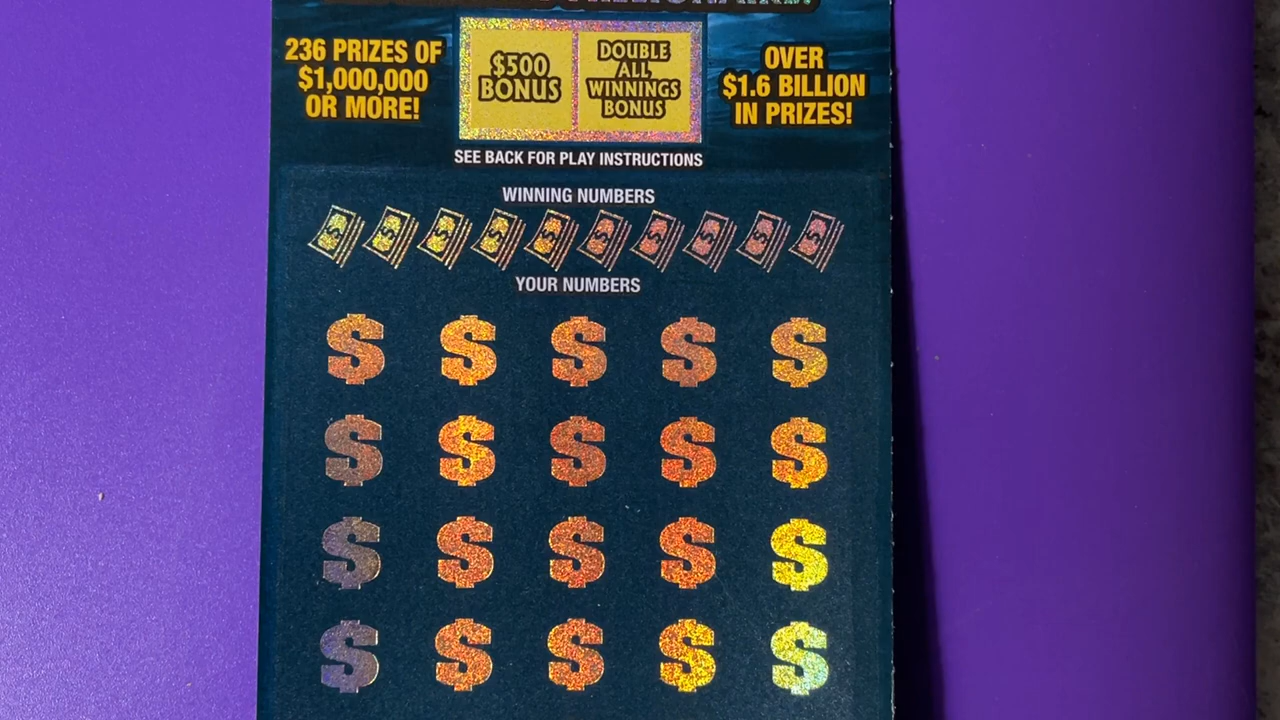 236 PRIZES OF
$1,000,000
OR MORE!
$500
BONUS
DOUBLE
ALL
WINNINGS
BONUS
OVER
$1.6 BILLION
IN PRIZES!
SEE BACK FOR PLAY INSTRUCTIONS
WINNING NUMBERS
$ $ $ $ $ $ $ $ $ $
YOUR NUMBERS
$ $ $ $ $
$ $ $ $ $
$ $ $ $ $
$ $ $ $ $